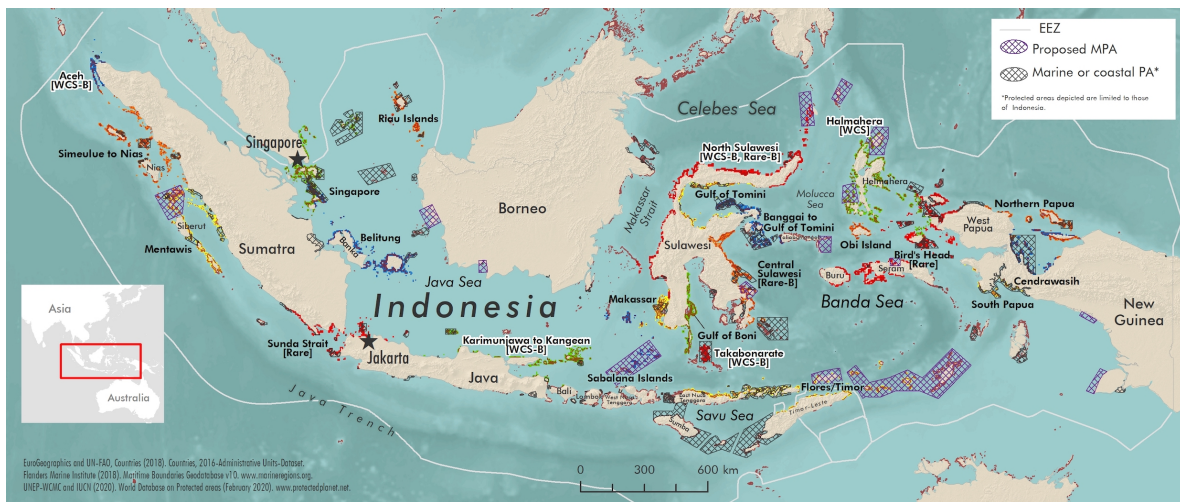 EEZ
Proposed MPA
Marine or coastal PA*
*Protected areas depicted are limited to those
of Indonesia.
Aceh
[WCS-B]
Riau Islands
Celebes Sea
Halmahera
[WCS]
Singapore
Simeulue to Nias
Nias
North Sulawesi
[WCS-B, Rare-B]
Halmahera
Singapore
Gulf of Tomini
Molucca
Sea
Northern Papua
Siberut
Borneo
Makassar
Strait
Banggai to
Gulf of Tomini
West
Papua
Mentawis
Sumatra
Belitung
Bangka
Sulawesi
Obi Island
Bird's Head
[Rare]
Central
Sulawesi
[Rare-B]
Buru
Seram
Cendrawasih
Java Sea
Asia
Indonesia
Makassar
Banda Sea
South Papua
New
Guinea
Sunda Strait
[Rare]
Jakarta
Karimunjawa to Kangean
[WCS-B]
Gulf of Boni
Takabonarate
[WCS-B]
Java
Sabalana Islands
Flores/Timor
Australia
Bali
Lombok
West Nusa
Tenggara
East Nusa
Tenggara
Java Trench
Savu Sea
Timor-Leste
Sumba
EuroGeographics and UN-FAO, Countries (2018). Countries, 2016-Administrative Units-Dataset.
Flanders Marine Institute (2018). Maritime Boundaries Geodatabase v10. www.marineregions.org.
UNEP-WCMC and IUCN (2020). World Database on Protected areas (February 2020). www.protectedplanet.net.
0 300 600 km